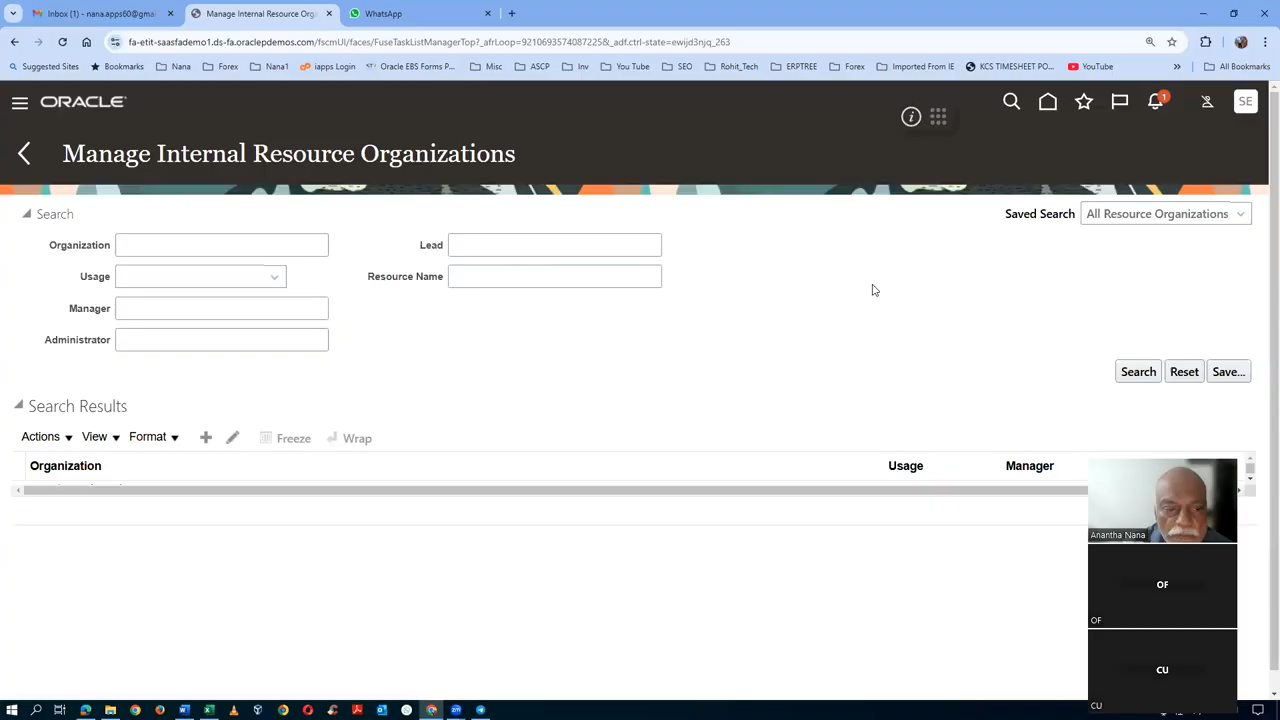 Inbox (1) - nana.apps60@gmai
Manage Internal Resource Orga
WhatsApp
fa-etit-saasfademo1.ds-fa.oraclepdemos.com/fscmUI/faces/FuseTaskListManagerTop?_afrLoop=9210693574087225&_adf.ctrl-state=ewijd3njq_263
Suggested Sites
Bookmarks
Nana
Forex
Nana1
iapps Login
Oracle EBS Forms P...
Misc
ASCP
Inv
You Tube
SEO
Rohit_Tech
ERPTREE
Forex
Imported From IE
KCS TIMESHEET PO...
YouTube
All Bookmarks
ORACLE
1
SE
Manage Internal Resource Organizations
Search
Saved Search
All Resource Organizations
Organization
Lead
Usage
Resource Name
Manager
Administrator
Search
Reset
Save...
Search Results
Actions
View
Format
Freeze
Wrap
Organization
Usage
Manager
Anantha Nana
OF
OF
CU
CU